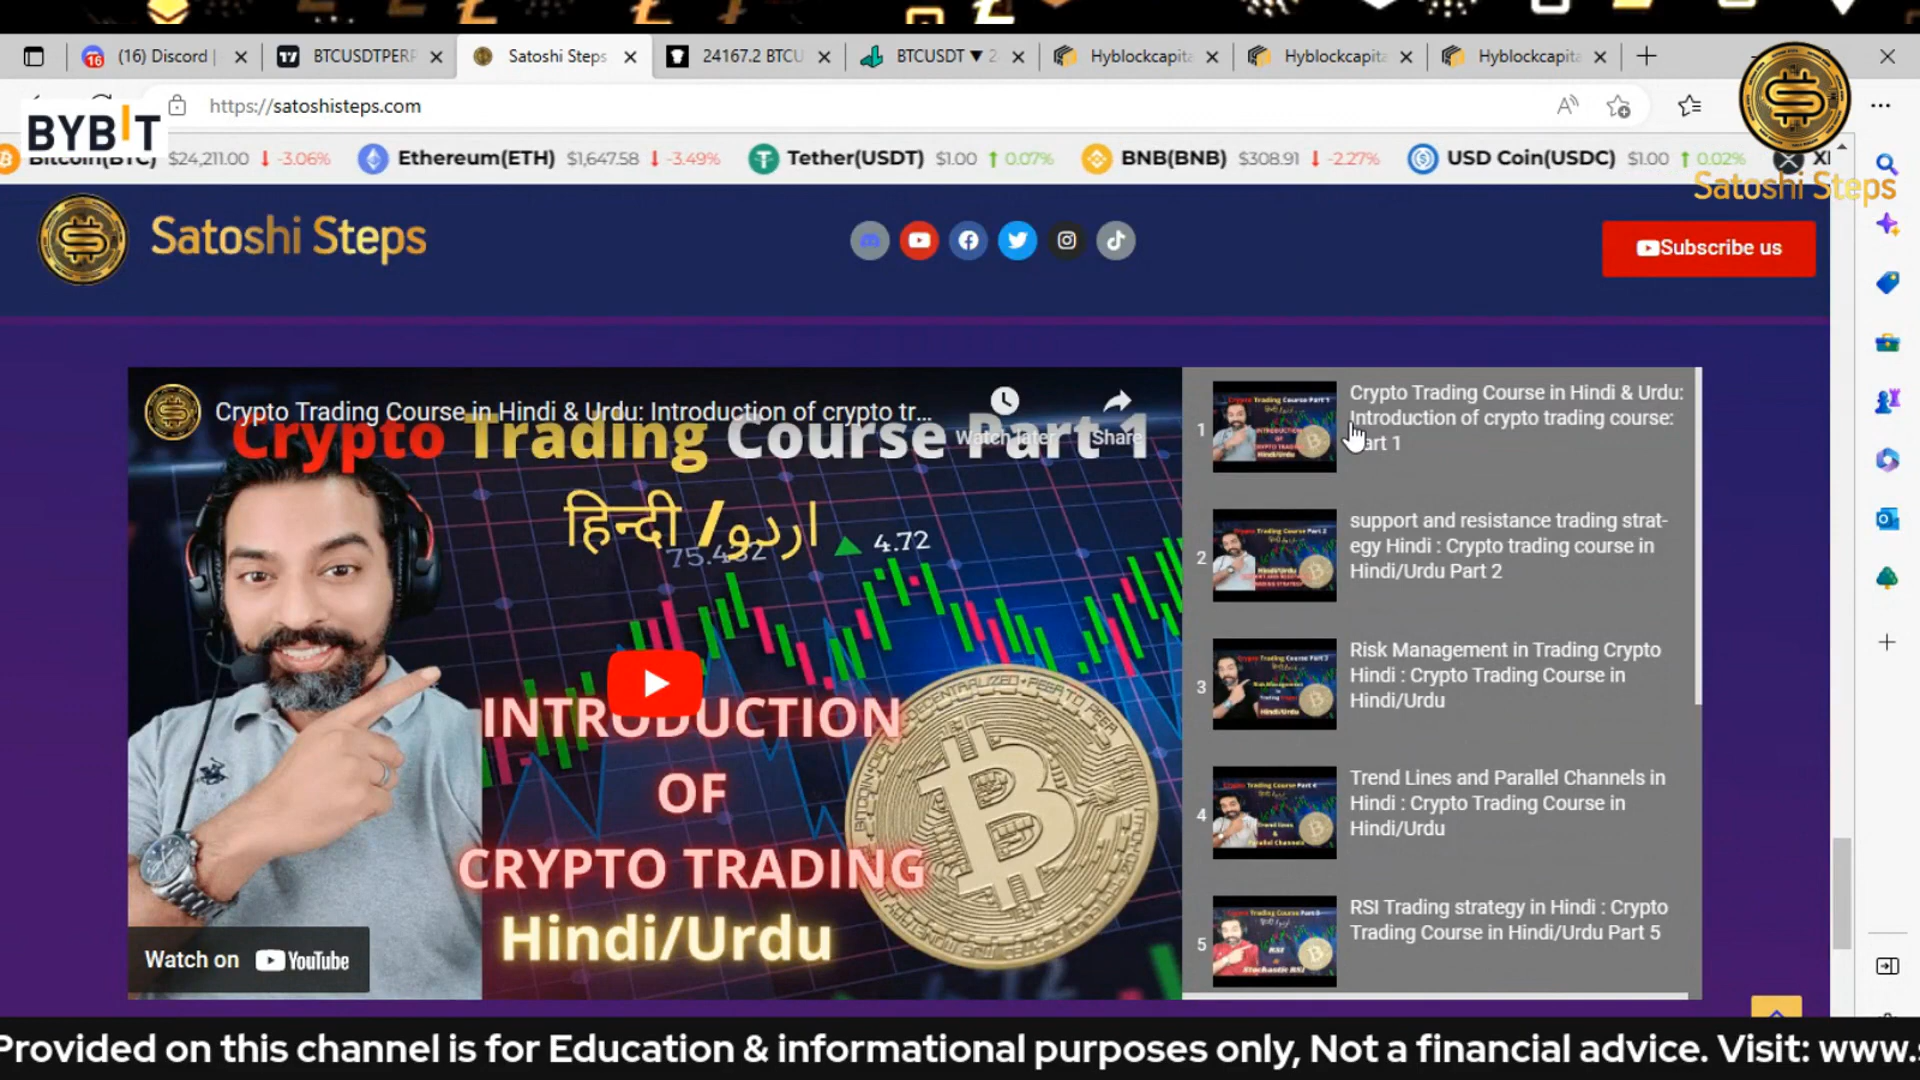 (16) Discord |
BTCUSDTPERP
Satoshi Steps
24167.2 BTCU
BTCUSDT ▼ 2
Hyblockcapita
Hyblockcapita
Hyblockcapita
https://satoshisteps.com
BYBIT
Bitcoin(BTC) $24,211.00 -3.06% Ethereum(ETH) $1,647.58 -3.49% Tether(USDT) $1.00 0.07% BNB(BNB) $308.91 -2.27% USD Coin(USDC) $1.00 0.02%
Satoshi Steps
Satoshi Steps
Subscribe us
Crypto Trading Course in Hindi & Urdu: Introduction of crypto tr...
Watch later
Share
Crypto Trading Course Part 1
हिन्दी / اردو
4.72
INTRODUCTION
OF
CRYPTO TRADING
Hindi/Urdu
Watch on YouTube
1
Crypto Trading Course in Hindi & Urdu:
Introduction of crypto trading course:
Part 1
2
support and resistance trading strat-
egy Hindi : Crypto trading course in
Hindi/Urdu Part 2
3
Risk Management in Trading Crypto
Hindi : Crypto Trading Course in
Hindi/Urdu
4
Trend Lines and Parallel Channels in
Hindi : Crypto Trading Course in
Hindi/Urdu
5
RSI Trading strategy in Hindi : Crypto
Trading Course in Hindi/Urdu Part 5
Provided on this channel is for Education & informational purposes only, Not a financial advice. Visit: www.